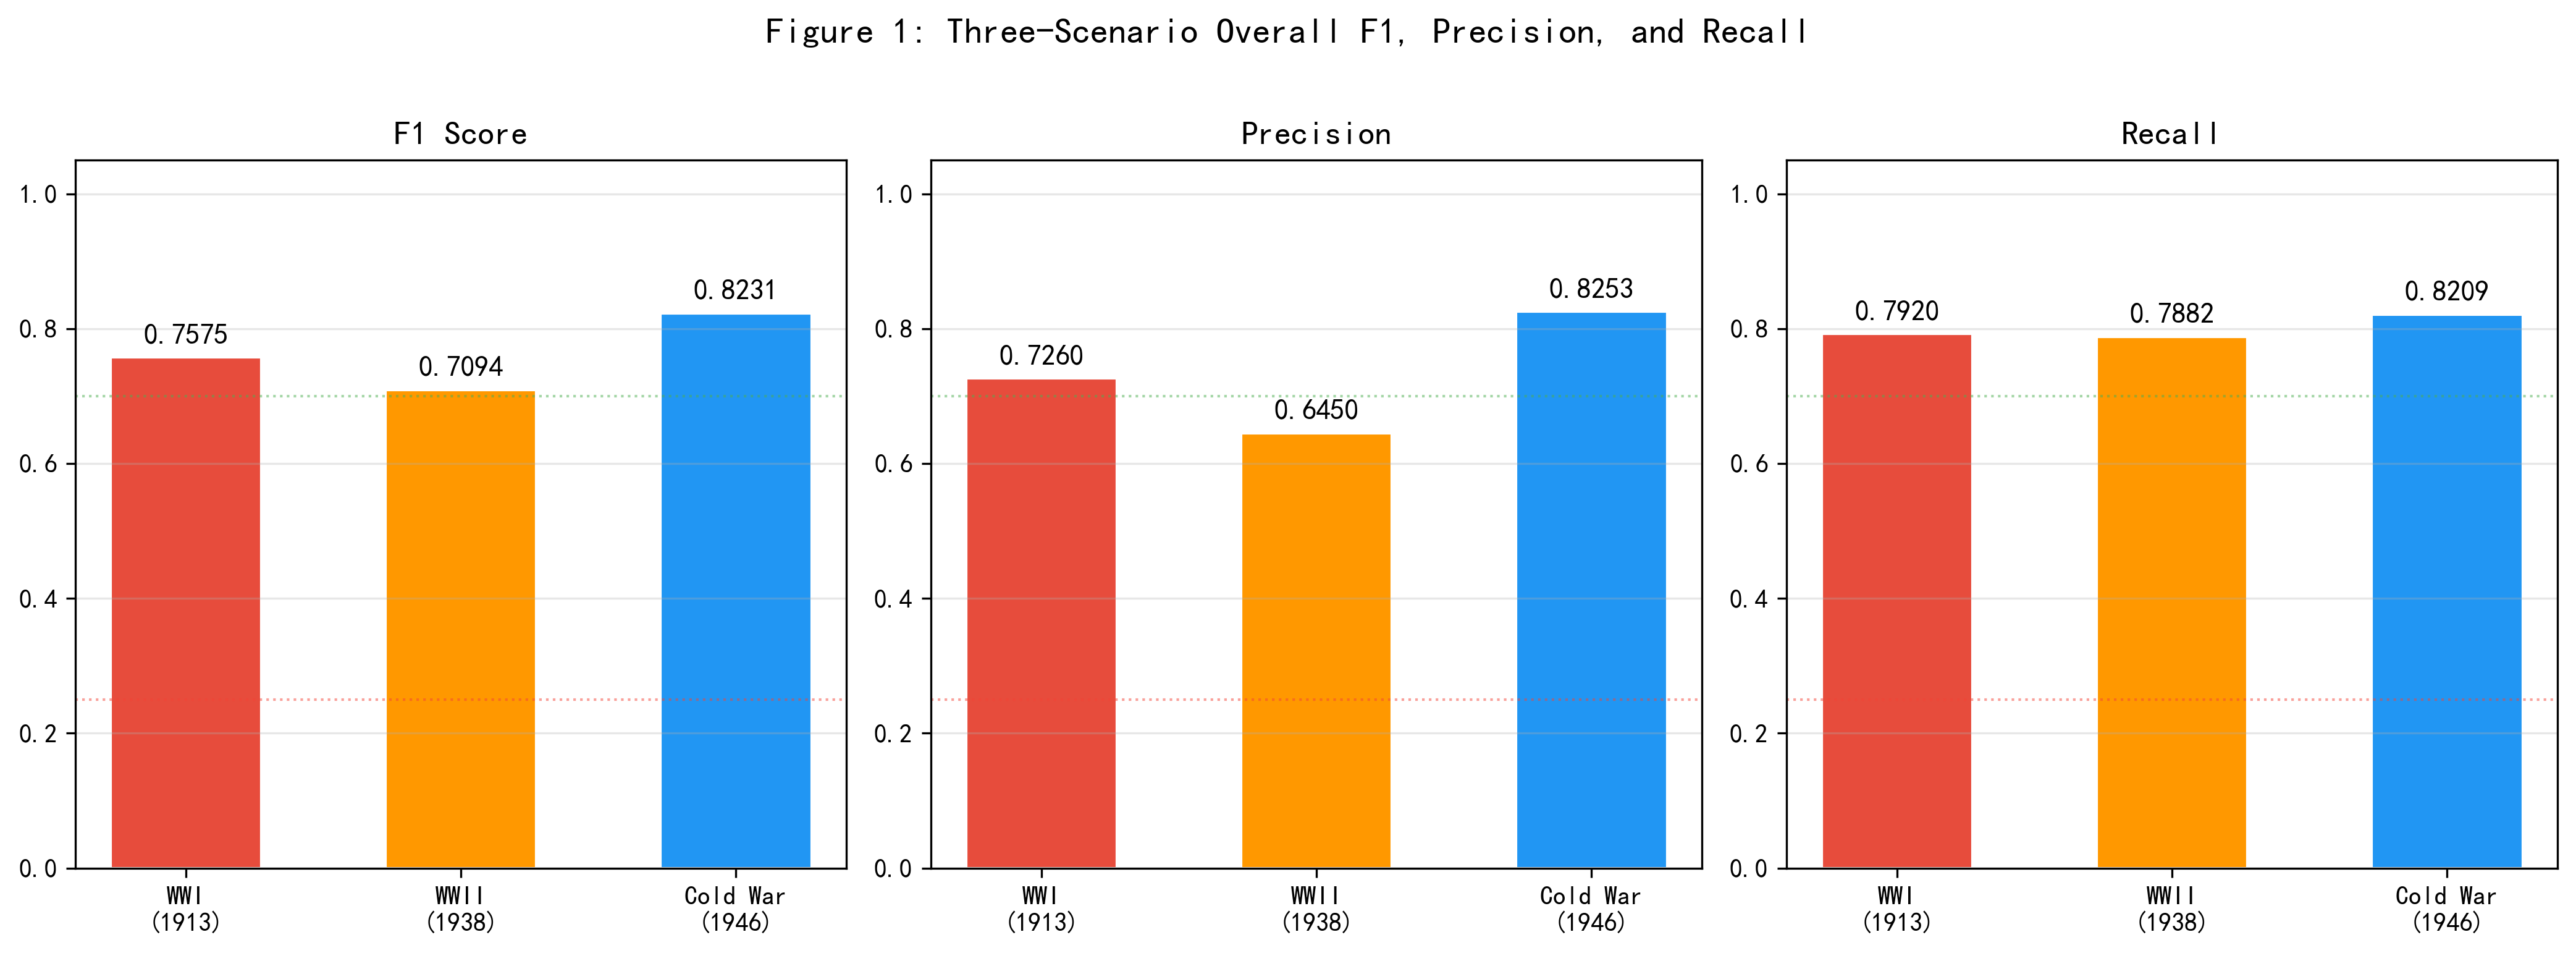 Figure 1: Three-Scenario Overall F1, Precision, and Recall
F1 Score
1.0
0.8
0.6
0.4
0.2
0.0
0.7575
0.7094
0.8231
WWI
(1913)
WWII
(1938)
Cold War
(1946)
Precision
1.0
0.8
0.6
0.4
0.2
0.0
0.7260
0.6450
0.8253
WWI
(1913)
WWII
(1938)
Cold War
(1946)
Recall
1.0
0.8
0.6
0.4
0.2
0.0
0.7920
0.7882
0.8209
WWI
(1913)
WWII
(1938)
Cold War
(1946)